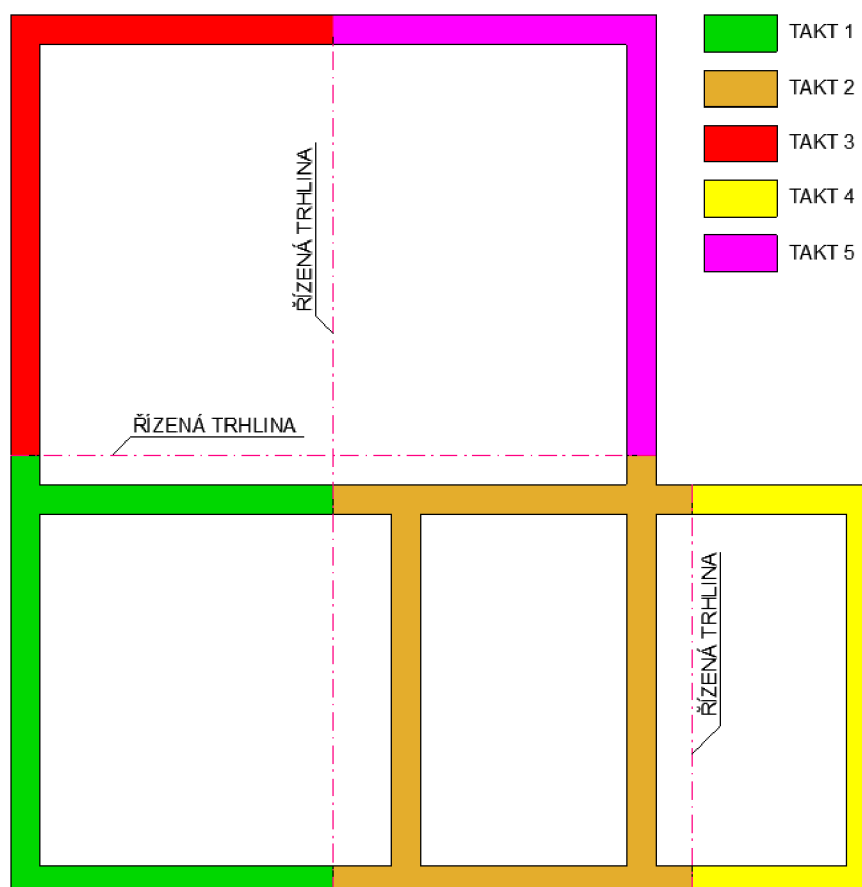 TAKT 1
TAKT 2
TAKT 3
TAKT 4
TAKT 5
ŘÍZENÁ TRHLINA
ŘÍZENÁ TRHLINA
ŘÍZENÁ TRHLINA